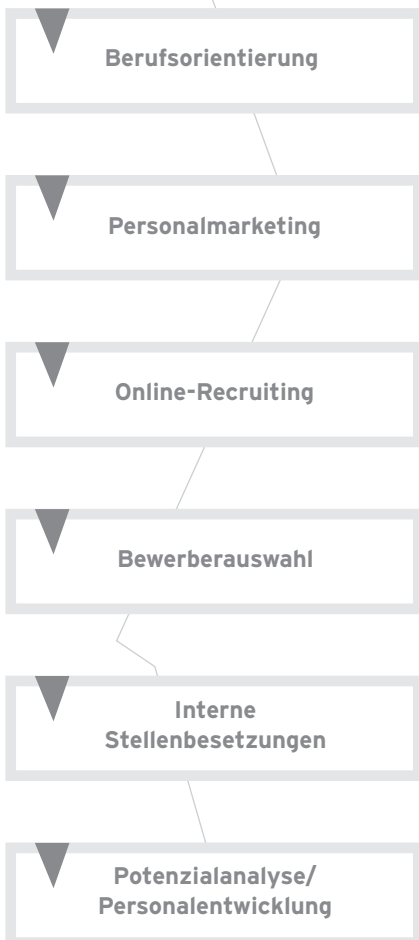 Berufsorientierung
Personalmarketing
Online-Recruiting
Bewerberauswahl
Interne
Stellenbesetzungen
Potenzialanalyse/
Personalentwicklung